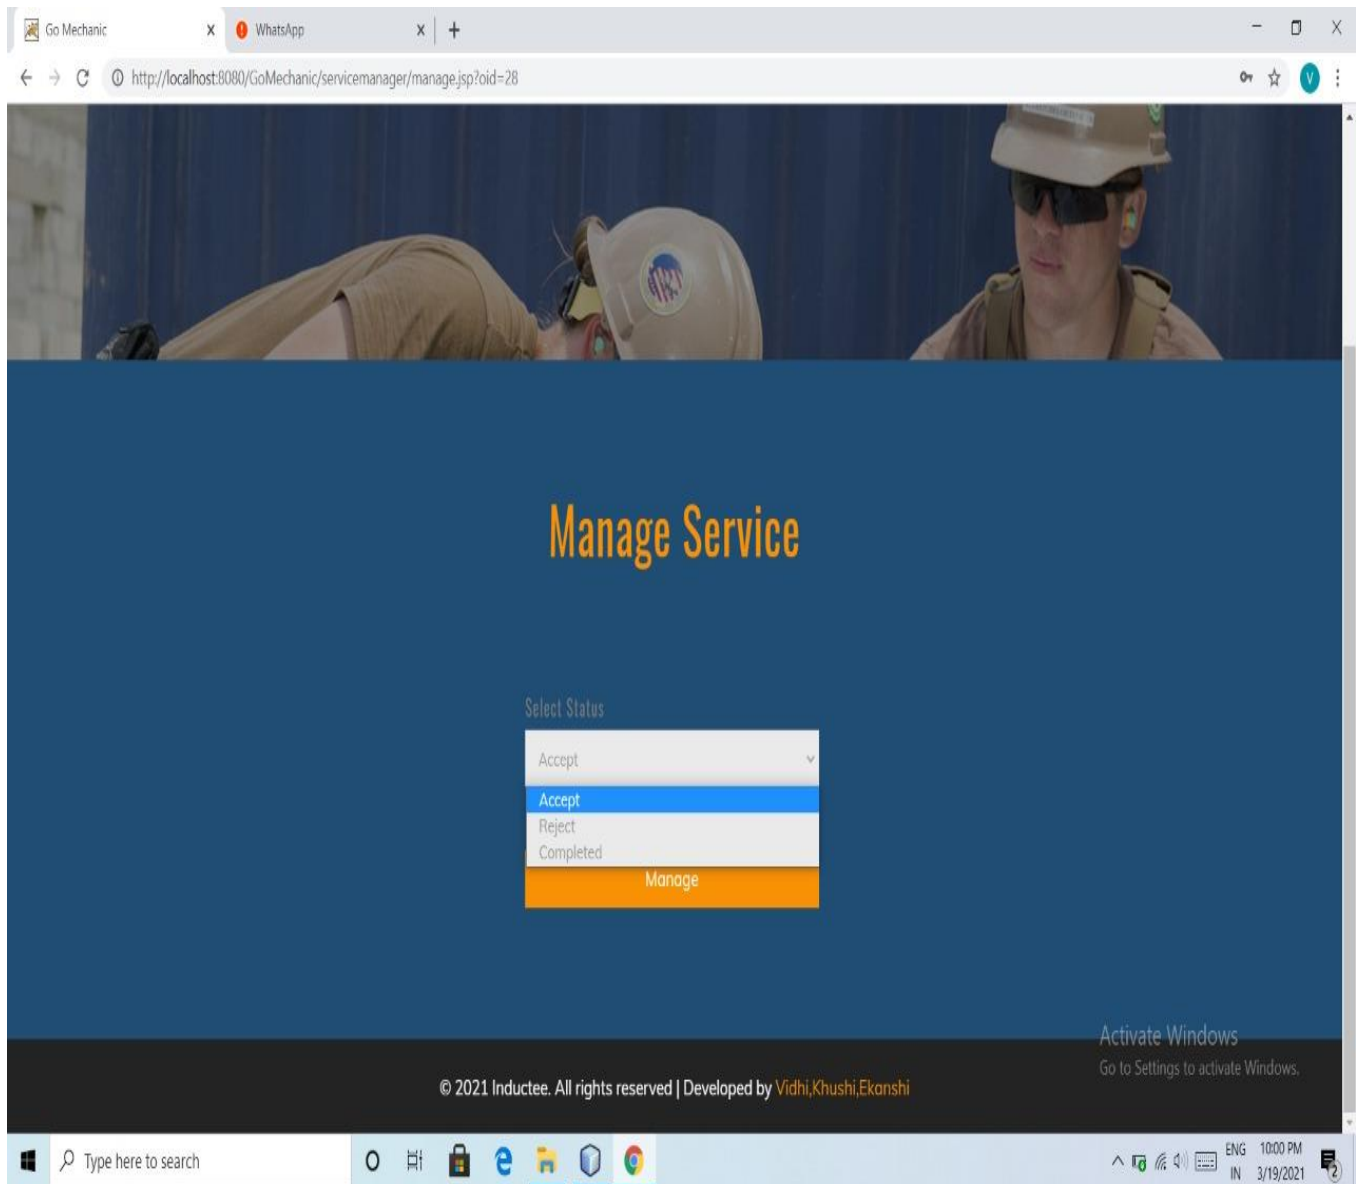 Go Mechanic
WhatsApp
http://localhost:8080/GoMechanic/servicemanager/manage.jsp?oid=28
V
Manage Service
Select Status
Accept
Accept
Reject
Completed
Manage
Activate Windows
Go to Settings to activate Windows.
© 2021 Inductee. All rights reserved | Developed by Vidhi,Khushi,Ekanshi
Type here to search
ENG 10:00 PM
IN 3/19/2021
2